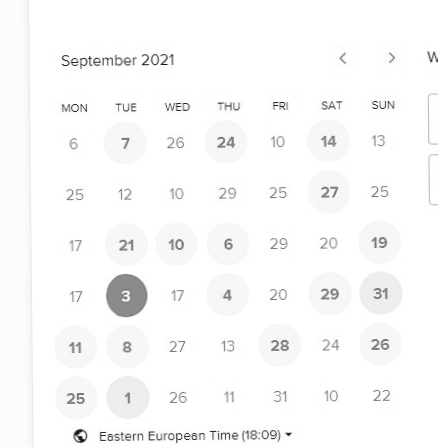 September 2021 < >
W
MON TUE WED THU FRI SAT SUN
6 7 26 24 10 14 13
25 12 10 29 25 27 25
17 21 10 6 29 20 19
17 3 17 4 20 29 31
11 8 27 13 28 24 26
25 1 26 11 31 10 22
Eastern European Time (18:09)